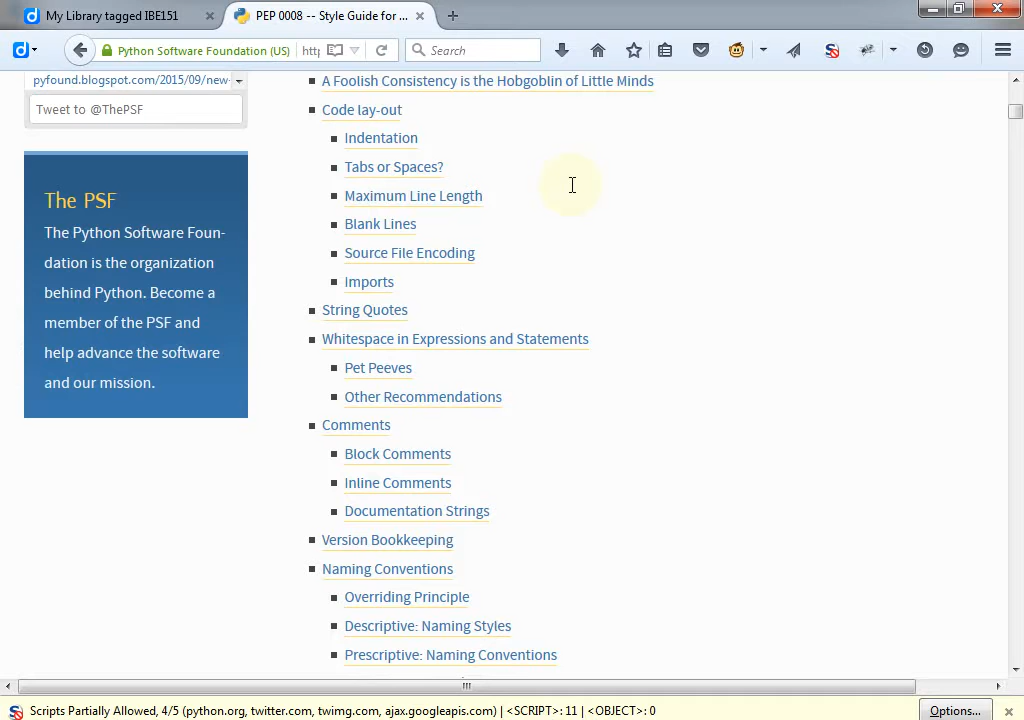 My Library tagged IBE151
PEP 0008 -- Style Guide for ...
Python Software Foundation (US)
Search
pyfound.blogspot.com/2015/09/new-
Tweet to @ThePSF
The PSF
The Python Software Foun-
dation is the organization
behind Python. Become a
member of the PSF and
help advance the software
and our mission.
A Foolish Consistency is the Hobgoblin of Little Minds
Code lay-out
Indentation
Tabs or Spaces?
Maximum Line Length
Blank Lines
Source File Encoding
Imports
String Quotes
Whitespace in Expressions and Statements
Pet Peeves
Other Recommendations
Comments
Block Comments
Inline Comments
Documentation Strings
Version Bookkeeping
Naming Conventions
Overriding Principle
Descriptive: Naming Styles
Prescriptive: Naming Conventions
Scripts Partially Allowed, 4/5 (python.org, twitter.com, twimg.com, ajax.googleapis.com) | <SCRIPT>: 11 | <OBJECT>: 0
Options...